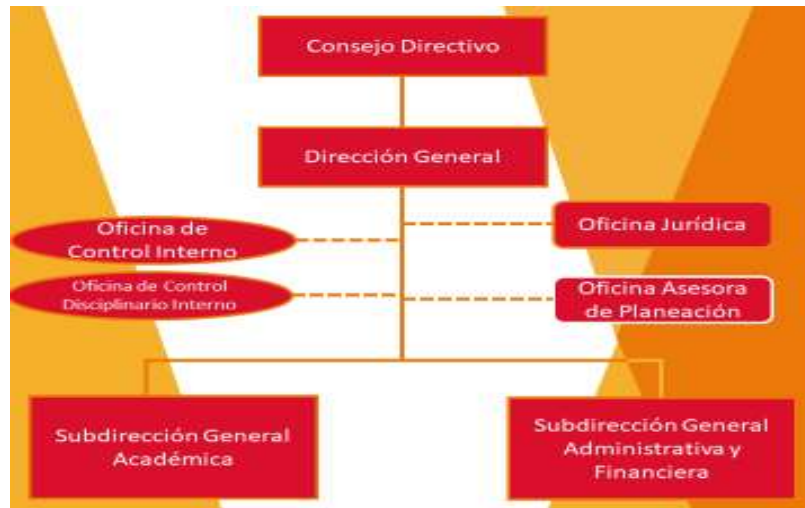 Consejo Directivo
Dirección General
Oficina de
Control Interno
Oficina Jurídica
Oficina de Control
Disciplinario Interno
Oficina Asesora
de Planeación
Subdirección General
Académica
Subdirección General
Administrativa y
Financiera